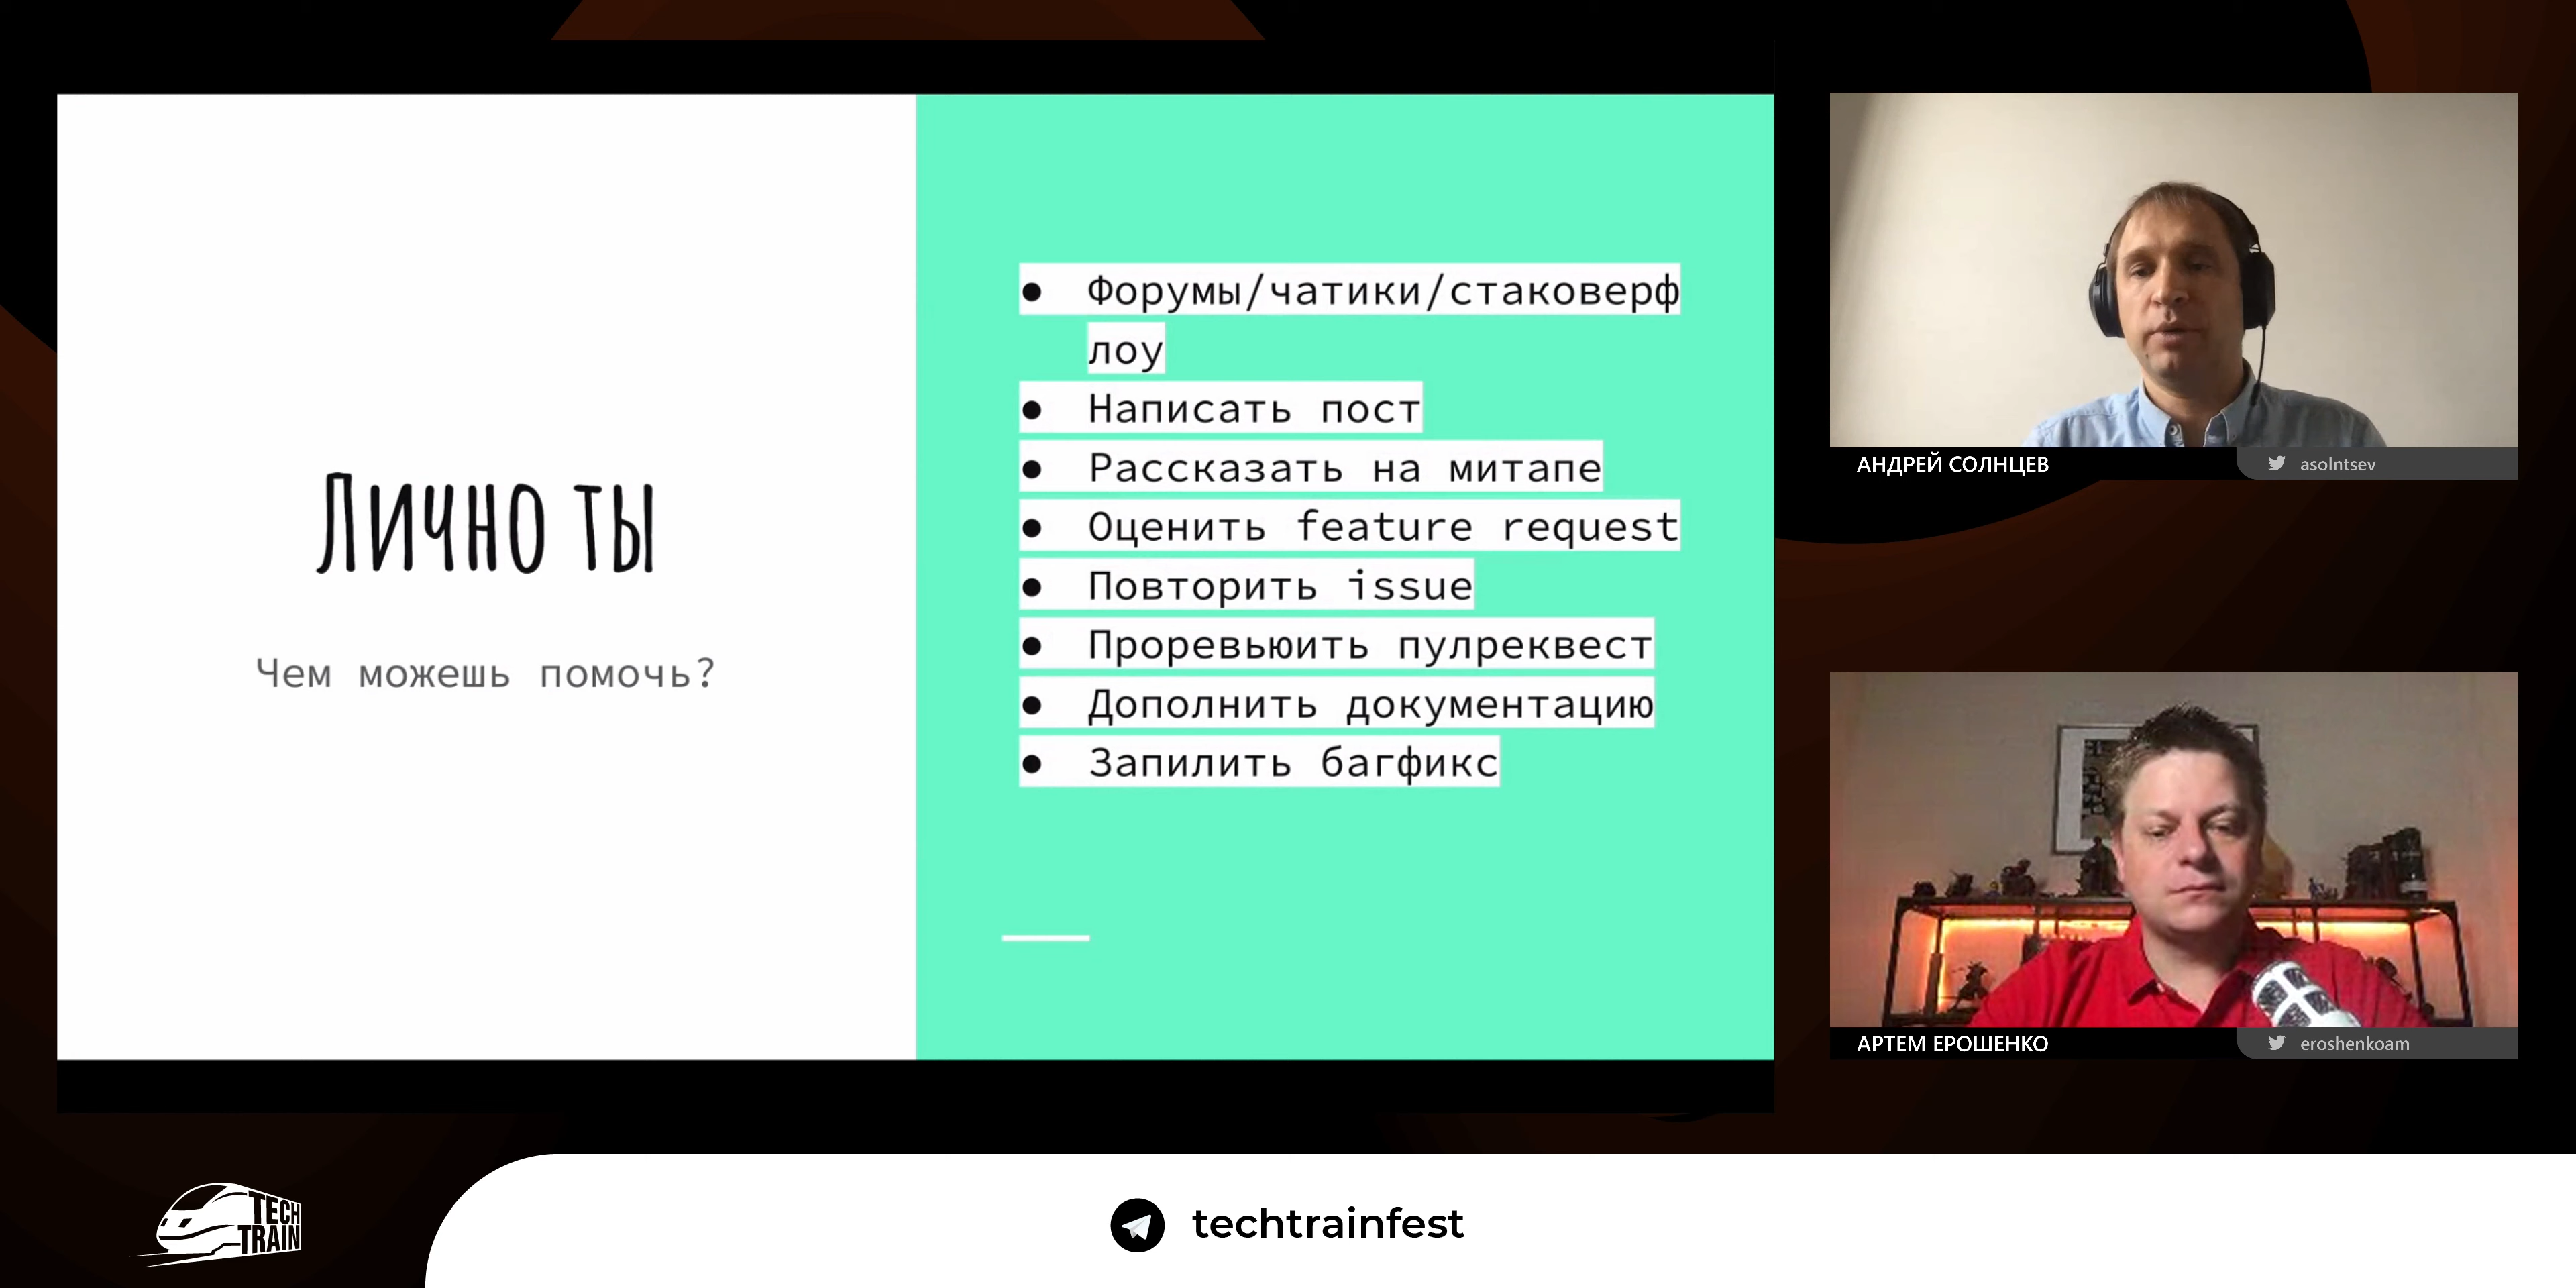 Лично ты
Чем можешь помочь?
● Форумы/чатики/стаковерф
лоу
● Написать пост
● Рассказать на митапе
● Оценить feature request
● Повторить issue
● Проревьюить пулреквест
● Дополнить документацию
● Запилить багфикс
АНДРЕЙ СОЛНЦЕВ
asolntsev
АРТЕМ ЕРОШЕНКО
eroshenkoam
TECH
TRAIN
techtrainfest